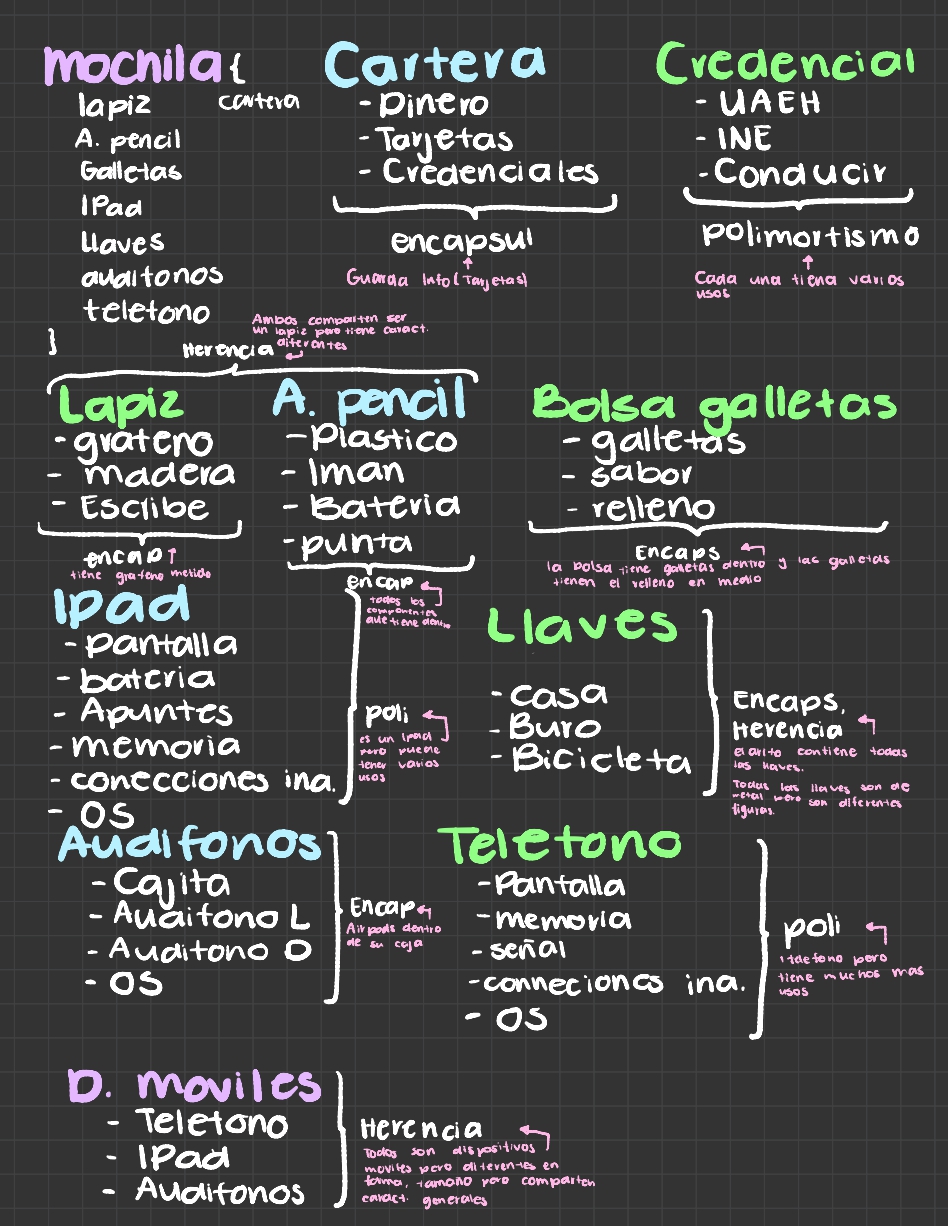 Mochila {
lapiz cartera
A. pencil
Galletas
IPad
Llaves
audifonos
telefono
}
Cartera
- Dinero
- Tarjetas
- Credenciales
encapsul
Guarda Info (Tarjetas)
Credencial
- UAEH
- INE
- Conducir
polimorfismo
Cada una tiena varios
usos
Ambos comparten ser
un lapiz pero tiene caract.
diferentes
Herencia
Lapiz
- grafeno
- madera
- Escribe
encap
tiene grafeno metido
A. pencil
- Plastico
- Iman
- Bateria
- punta
encap
todos los
componentes
que tiene dentro
Bolsa galletas
- galletas
- sabor
- relleno
Encaps
la bolsa tiene galletas dentro y las galletas
tienen el relleno en medio
Ipad
- Pantalla
- bateria
- Apuntes
- memoria
- conecciones ina.
- OS
poli
es un Ipad
pero puede
tener varios
usos
Llaves
- casa
- Buro
- Bicicleta
Encaps,
Herencia
el arito contiene todas
las llaves.
Todas las llaves son de
metal pero son diferentes
figuras.
Audifonos
- Cajita
- Audifono L
- Audifono D
- OS
Encap
Airpods dentro
de su caja
Telefono
- Pantalla
- memoria
- señal
- conneciones ina.
- OS
poli
1 telefono pero
tiene muchos mas
usos
D. moviles
- Telefono
- IPad
- Audifonos
Herencia
Todos son dispositivos
moviles pero diferentes en
forma, tamaño pero comparten
caract. generales